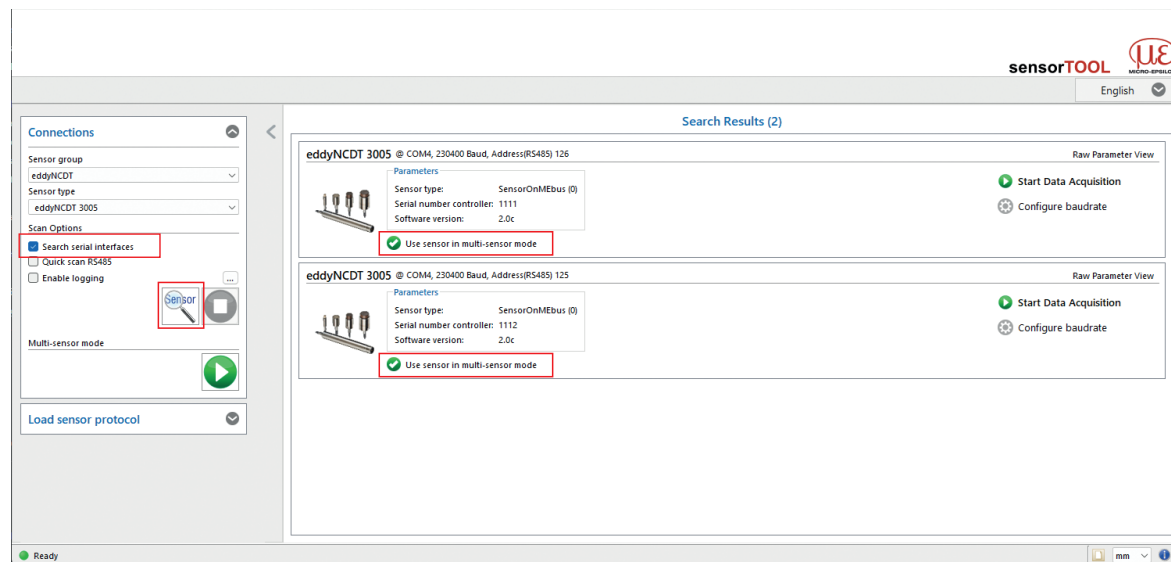 με
sensorTOOL
MICRO-EPSILO
English
Connections
Sensor group
eddyNCDT
Sensor type
eddyNCDT 3005
Scan Options
Search serial interfaces
Quick scan RS485
Enable logging
...
Sensor
Multi-sensor mode
Load sensor protocol
Search Results (2)
eddyNCDT 3005 @ COM4, 230400 Baud, Address(RS485) 126
Raw Parameter View
Parameters
Sensor type: SensorOnMEbus (0)
Serial number controller: 1111
Software version: 2.0c
Use sensor in multi-sensor mode
Start Data Acquisition
Configure baudrate
eddyNCDT 3005 @ COM4, 230400 Baud, Address(RS485) 125
Raw Parameter View
Parameters
Sensor type: SensorOnMEbus (0)
Serial number controller: 1112
Software version: 2.0c
Use sensor in multi-sensor mode
Start Data Acquisition
Configure baudrate
Ready
mm